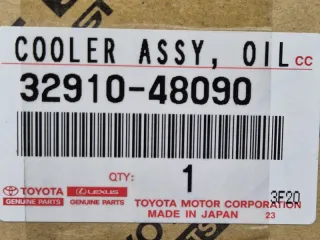 COOLER ASSY, OIL CC
32910-48090
QTY: 1
3F20
TOYOTA GENUINE PARTS
LEXUS GENUINE PARTS
TOYOTA MOTOR CORPORATION
MADE IN JAPAN 23